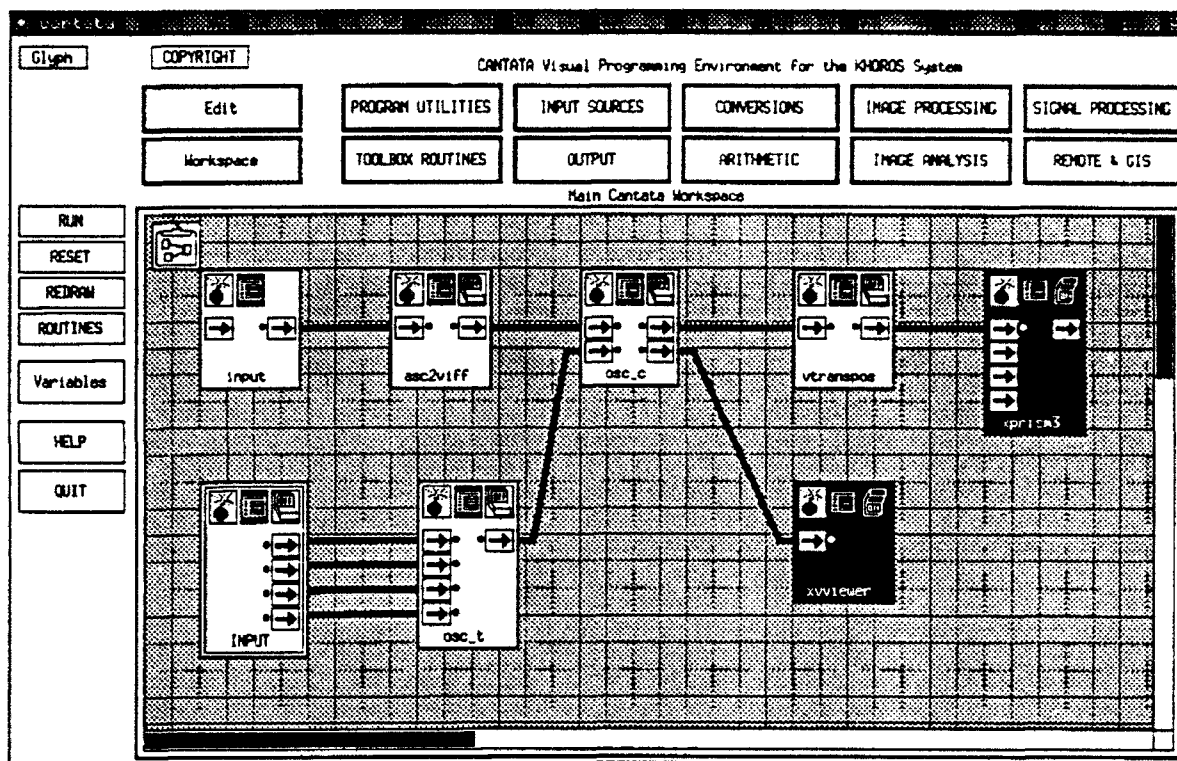 cantata
Glyph
COPYRIGHT
CANTATA Visual Programming Environment for the KHOROS System
Edit
PROGRAM UTILITIES
INPUT SOURCES
CONVERSIONS
IMAGE PROCESSING
SIGNAL PROCESSING
Workspace
TOOLBOX ROUTINES
OUTPUT
ARITHMETIC
IMAGE ANALYSIS
REMOTE & GIS
Main Cantata Workspace
RUN
RESET
REDRAW
ROUTINES
Variables
HELP
QUIT
input
asc2viff
osc_c
vtranspos
xprism3
INPUT
osc_t
xvviewer